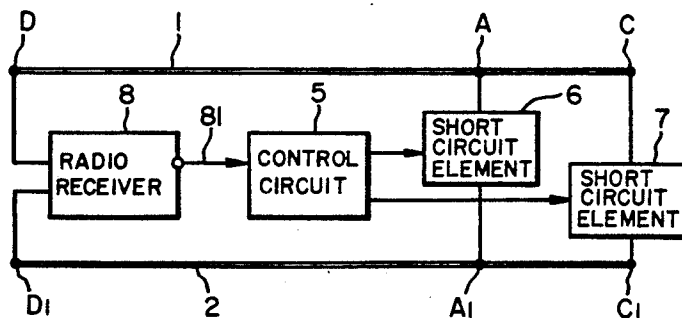 D 1 A C
8 81 5 6
7
RADIO
RECEIVER
CONTROL
CIRCUIT
SHORT
CIRCUIT
ELEMENT
SHORT
CIRCUIT
ELEMENT
D1 2 A1 C1